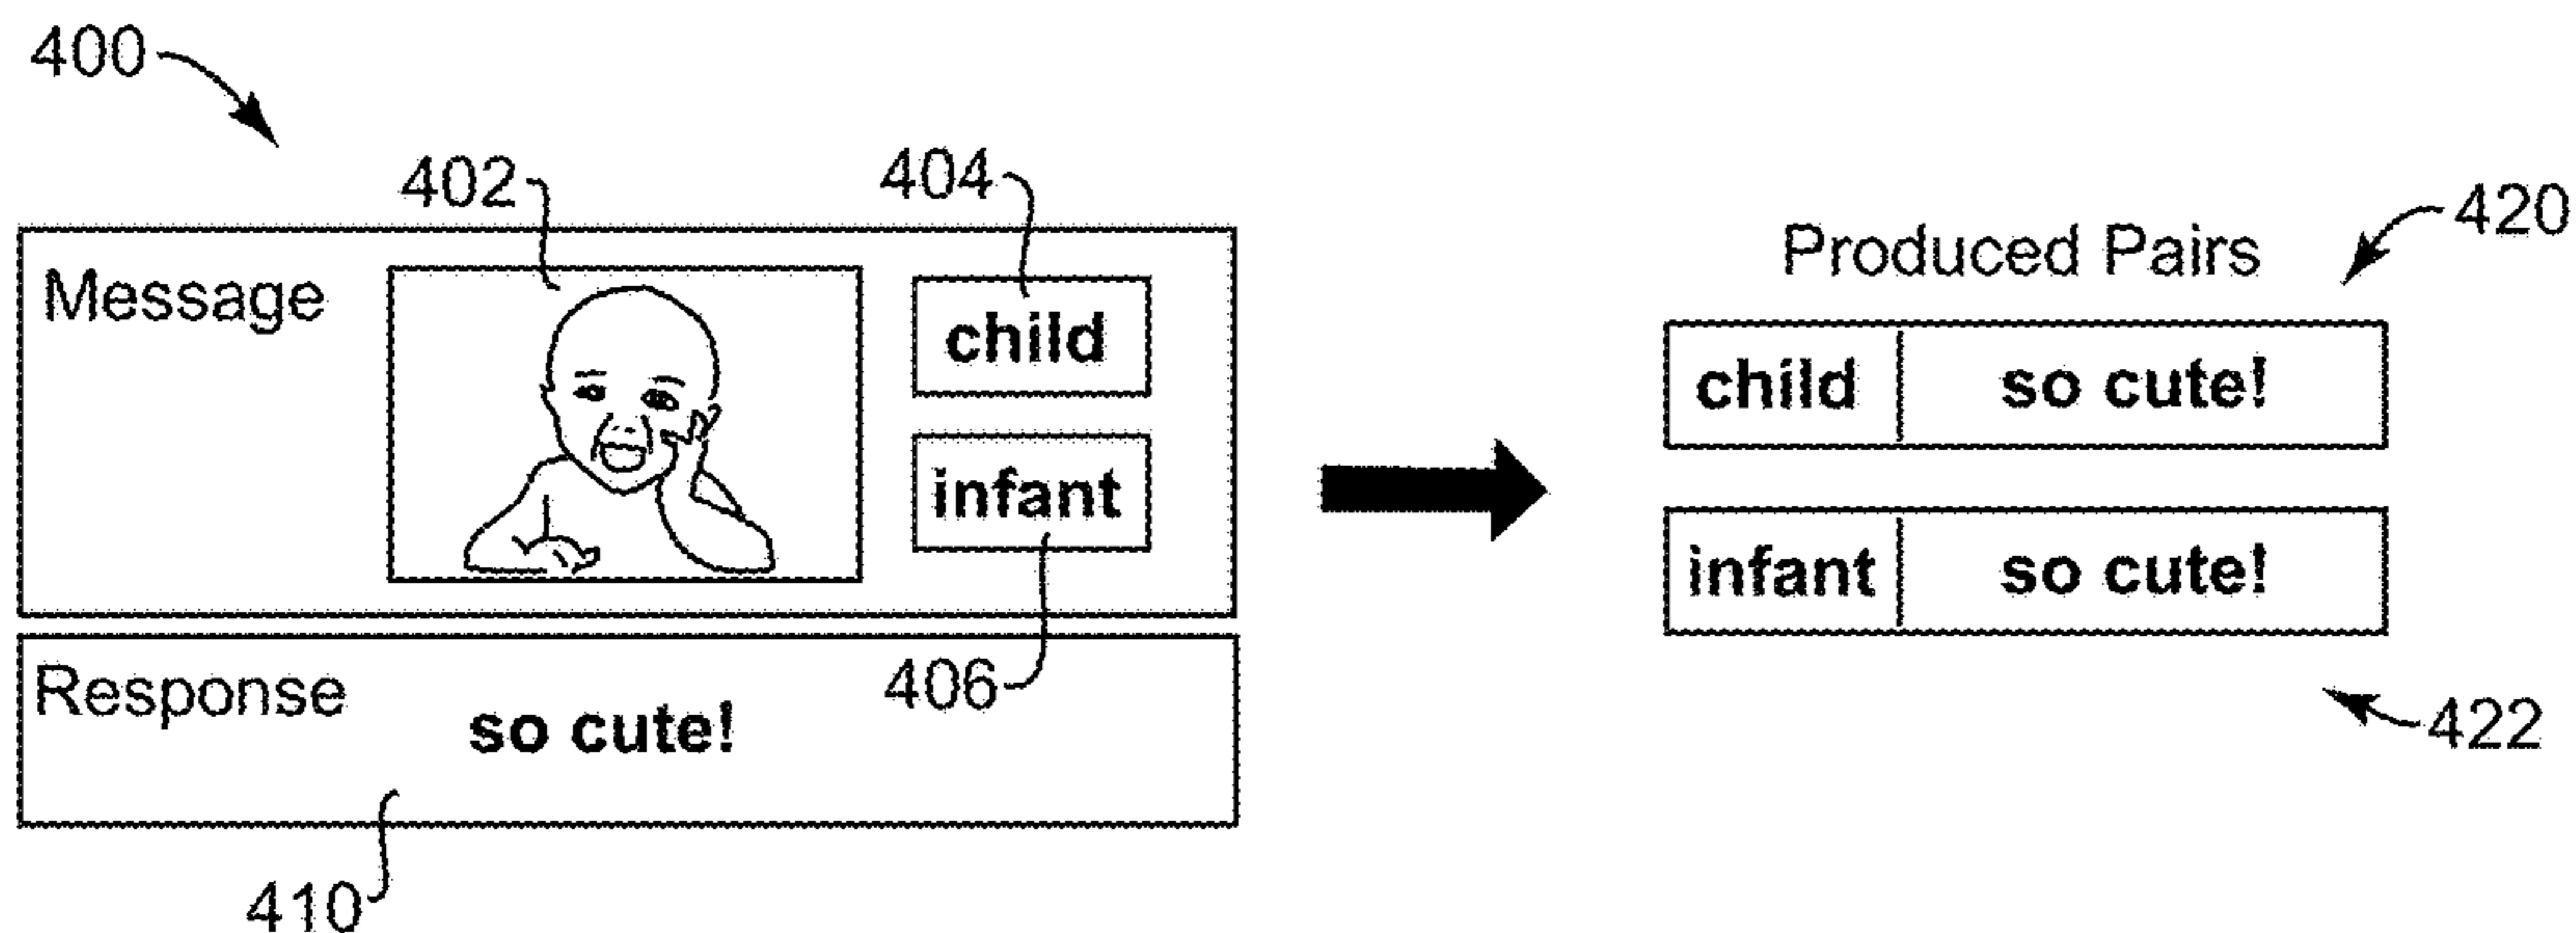 400
402
404
Message
child
infant
406
Response
so cute!
410
420
Produced Pairs
child so cute!
infant so cute!
422